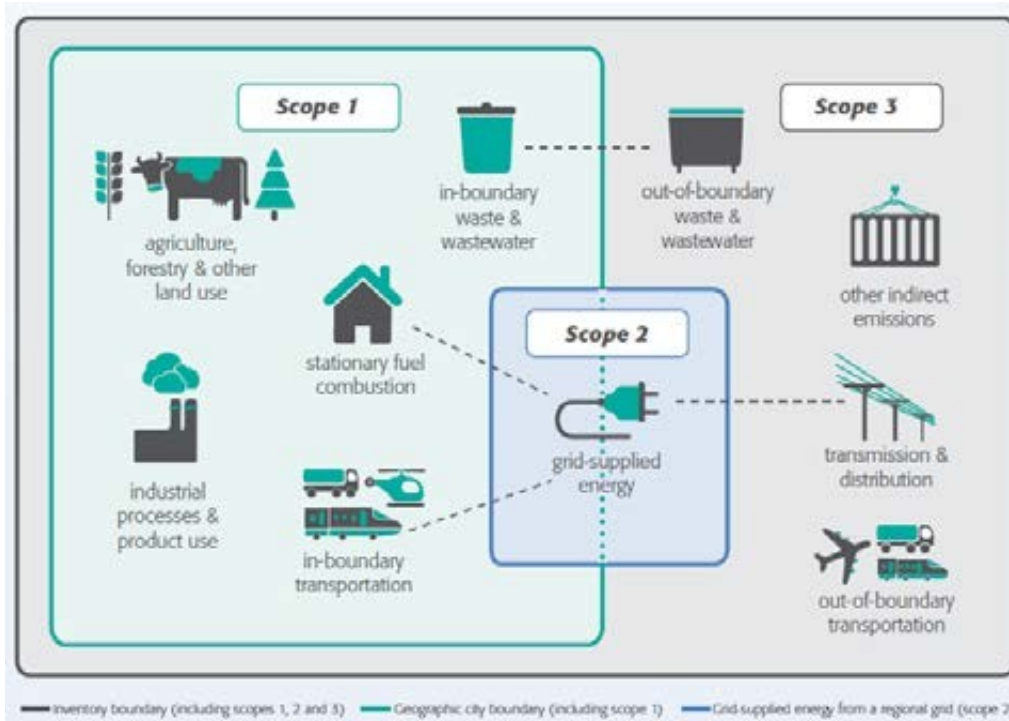 Scope 1
Scope 3
in-boundary
waste &
wastewater
out-of-boundary
waste &
wastewater
agriculture,
forestry & other
land use
other indirect
emissions
Scope 2
stationary fuel
combustion
grid-supplied
energy
transmission &
distribution
industrial
processes &
product use
in-boundary
transportation
out-of-boundary
transportation
Inventory boundary (including scopes 1, 2 and 3) Geographic city boundary (including scope 1) Grid-supplied energy from a regional grid (scope 2